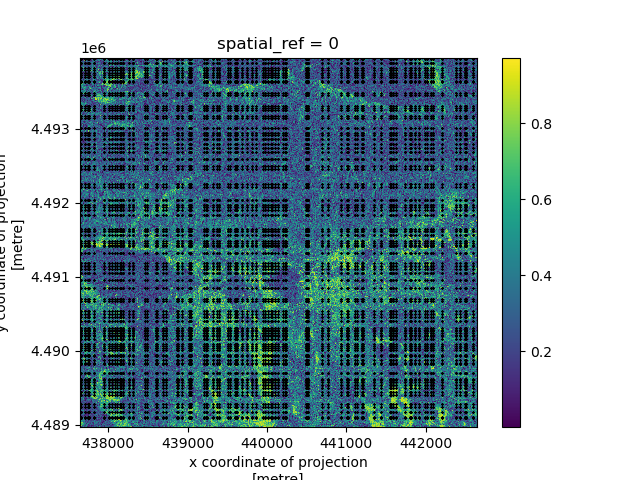 spatial_ref = 0
1e6
4.493
4.492
4.491
4.490
4.489
438000 439000 440000 441000 442000
x coordinate of projection
[metre]
y coordinate of projection
[metre]
0.8
0.6
0.4
0.2